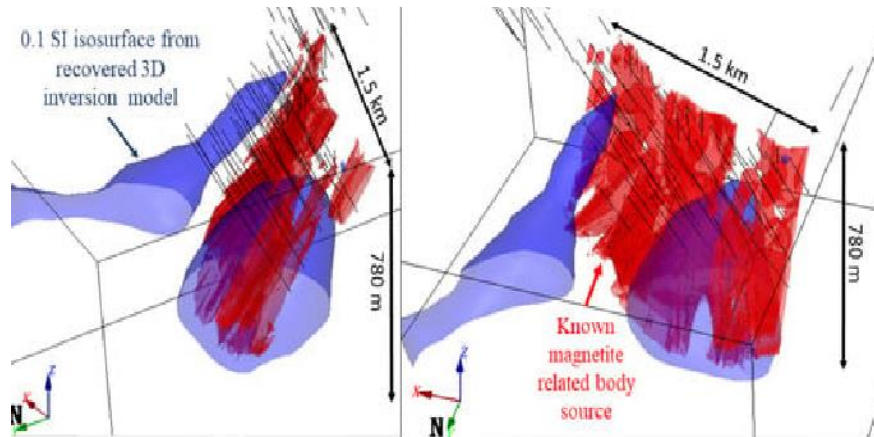 0.1 SI isosurface from
recovered 3D
inversion model
1.5 km
780 m
z
x
N
1.5 km
780 m
Known
magnetite
related body
source
z
x
N